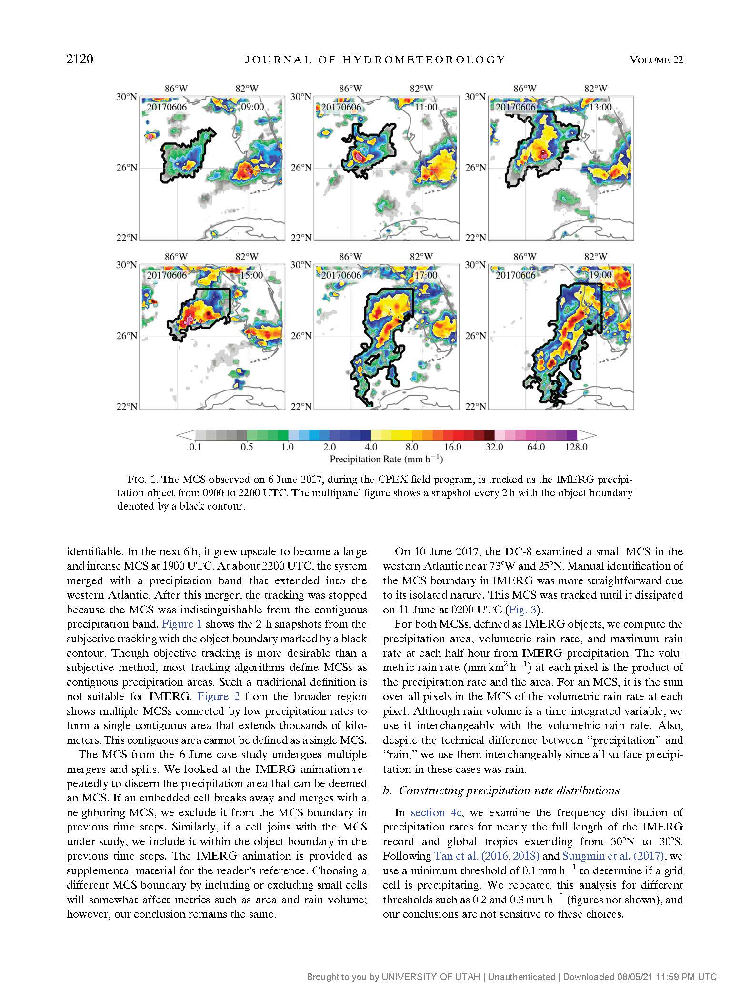 2120
JOURNAL OF HYDROMETEOROLOGY
VOLUME 22
86°W 82°W 86°W 82°W 86°W 82°W
30°N 20170606 09:00 30°N 20170606 11:00 30°N 20170606 13:00
26°N 26°N 26°N
22°N 22°N 22°N
86°W 82°W 86°W 82°W 86°W 82°W
30°N 20170606 15:00 30°N 20170606 17:00 30°N 20170606 19:00
26°N 26°N 26°N
22°N 22°N 22°N
0.1 0.5 1.0 2.0 4.0 8.0 16.0 32.0 64.0 128.0
Precipitation Rate (mm h−1)
FIG. 1. The MCS observed on 6 June 2017, during the CPEX field program, is tracked as the IMERG precipi-
tation object from 0900 to 2200 UTC. The multipanel figure shows a snapshot every 2 h with the object boundary
denoted by a black contour.
identifiable. In the next 6 h, it grew upscale to become a large
and intense MCS at 1900 UTC. At about 2200 UTC, the system
merged with a precipitation band that extended into the
western Atlantic. After this merger, the tracking was stopped
because the MCS was indistinguishable from the contiguous
precipitation band. Figure 1 shows the 2-h snapshots from the
subjective tracking with the object boundary marked by a black
contour. Though objective tracking is more desirable than a
subjective method, most tracking algorithms define MCSs as
contiguous precipitation areas. Such a traditional definition is
not suitable for IMERG. Figure 2 from the broader region
shows multiple MCSs connected by low precipitation rates to
form a single contiguous area that extends thousands of kilo-
meters. This contiguous area cannot be defined as a single MCS.
The MCS from the 6 June case study undergoes multiple
mergers and splits. We looked at the IMERG animation re-
peatedly to discern the precipitation area that can be deemed
an MCS. If an embedded cell breaks away and merges with a
neighboring MCS, we exclude it from the MCS boundary in
previous time steps. Similarly, if a cell joins with the MCS
under study, we include it within the object boundary in the
previous time steps. The IMERG animation is provided as
supplemental material for the reader's reference. Choosing a
different MCS boundary by including or excluding small cells
will somewhat affect metrics such as area and rain volume;
however, our conclusion remains the same.
On 10 June 2017, the DC-8 examined a small MCS in the
western Atlantic near 73°W and 25°N. Manual identification of
the MCS boundary in IMERG was more straightforward due
to its isolated nature. This MCS was tracked until it dissipated
on 11 June at 0200 UTC (Fig. 3).
For both MCSs, defined as IMERG objects, we compute the
precipitation area, volumetric rain rate, and maximum rain
rate at each half-hour from IMERG precipitation. The volu-
metric rain rate (mm km2 h 1) at each pixel is the product of
the precipitation rate and the area. For an MCS, it is the sum
over all pixels in the MCS of the volumetric rain rate at each
pixel. Although rain volume is a time-integrated variable, we
use it interchangeably with the volumetric rain rate. Also,
despite the technical difference between ‘‘precipitation’’ and
‘‘rain,’’ we use them interchangeably since all surface precipi-
tation in these cases was rain.
b. Constructing precipitation rate distributions
In section 4c, we examine the frequency distribution of
precipitation rates for nearly the full length of the IMERG
record and global tropics extending from 30°N to 30°S.
Following Tan et al. (2016, 2018) and Sungmin et al. (2017), we
use a minimum threshold of 0.1 mm h 1 to determine if a grid
cell is precipitating. We repeated this analysis for different
thresholds such as 0.2 and 0.3 mm h 1 (figures not shown), and
our conclusions are not sensitive to these choices.
Brought to you by UNIVERSITY OF UTAH | Unauthenticated | Downloaded 08/05/21 11:59 PM UTC